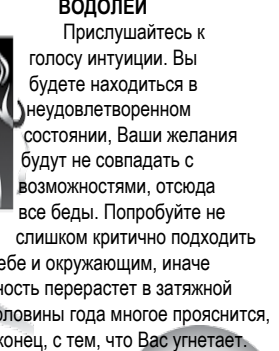 ВОДОЛЕЙ
Прислушайтесь к
голосу интуиции. Вы
будете находиться в
неудовлетворенном
состоянии, Ваши желания
будут не совпадать с
возможностями, отсюда
все беды. Попробуйте не
слишком критично подходить
ебе и окружающим, иначе
ность перерастет в затяжной
оловины года многое прояснится,
конец, с тем, что Вас угнетает.